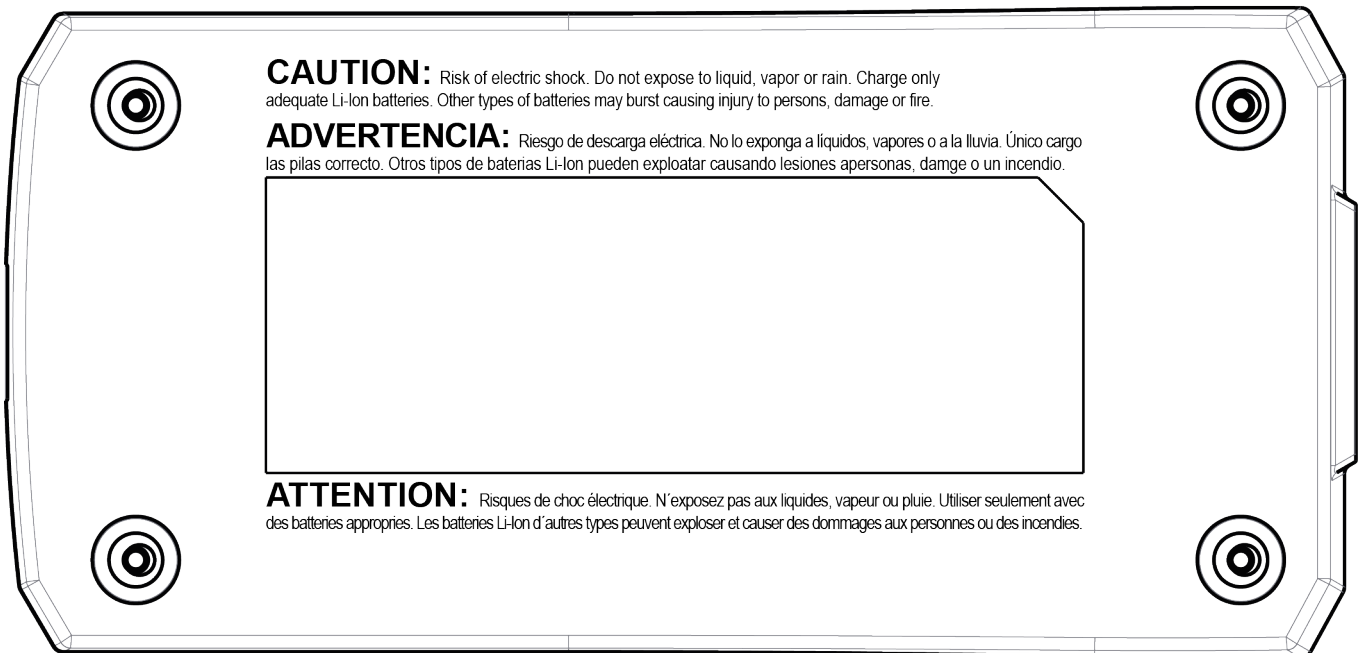 CAUTION: Risk of electric shock. Do not expose to liquid, vapor or rain. Charge only
adequate Li-Ion batteries. Other types of batteries may burst causing injury to persons, damage or fire.
ADVERTENCIA: Riesgo de descarga eléctrica. No lo exponga a líquidos, vapores o a la lluvia. Único cargo
las pilas correcto. Otros tipos de baterias Li-Ion pueden exploatar causando lesiones apersonas, damge o un incendio.
ATTENTION: Risques de choc électrique. N´exposez pas aux liquides, vapeur ou pluie. Utiliser seulement avec
des batteries appropries. Les batteries Li-Ion d´autres types peuvent exploser et causer des dommages aux personnes ou des incendies.